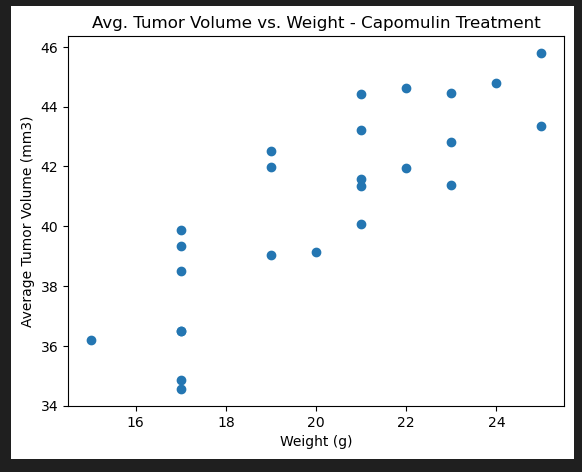 Avg. Tumor Volume vs. Weight - Capomulin Treatment
46
44
42
40
38
36
34
Average Tumor Volume (mm3)
16 18 20 22 24
Weight (g)